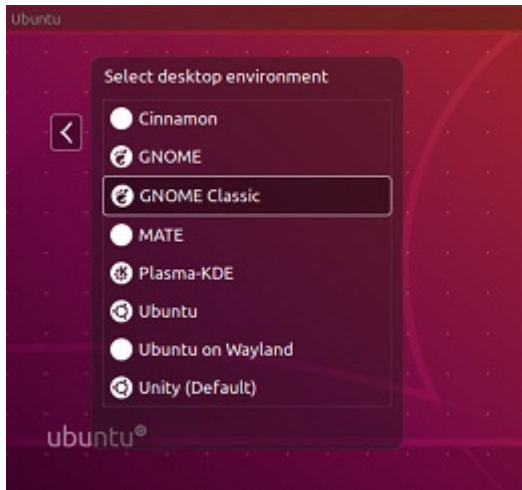 Ubuntu
Select desktop environment
Cinnamon
GNOME
GNOME Classic
MATE
Plasma-KDE
Ubuntu
Ubuntu on Wayland
Unity (Default)
ubuntu®